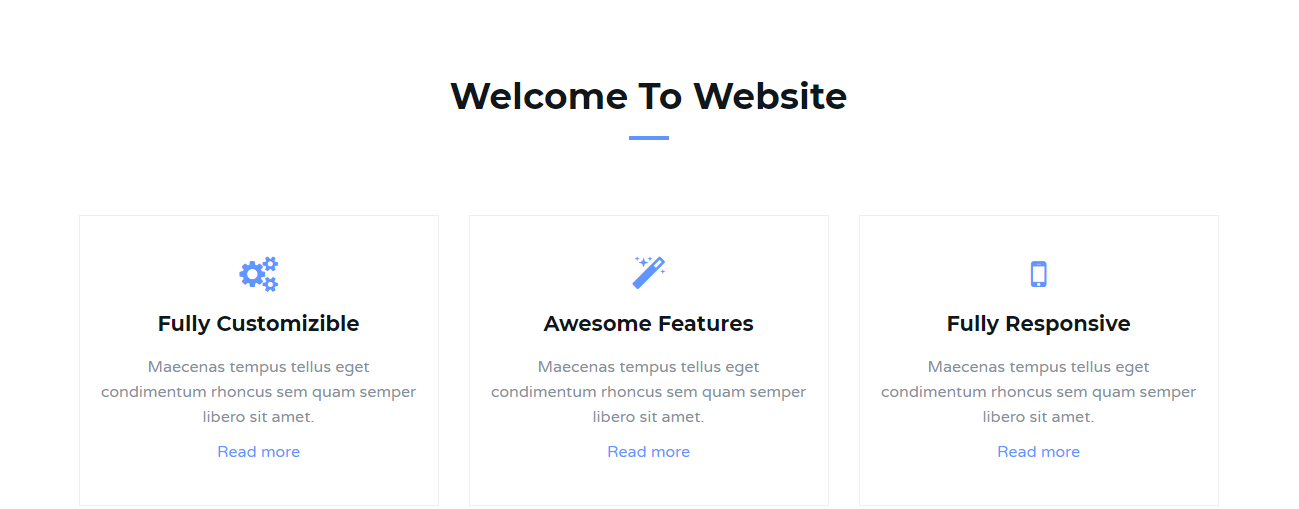 Welcome To Website
Fully Customizible
Maecenas tempus tellus eget
condimentum rhoncus sem quam semper
libero sit amet.
Read more
Awesome Features
Maecenas tempus tellus eget
condimentum rhoncus sem quam semper
libero sit amet.
Read more
Fully Responsive
Maecenas tempus tellus eget
condimentum rhoncus sem quam semper
libero sit amet.
Read more